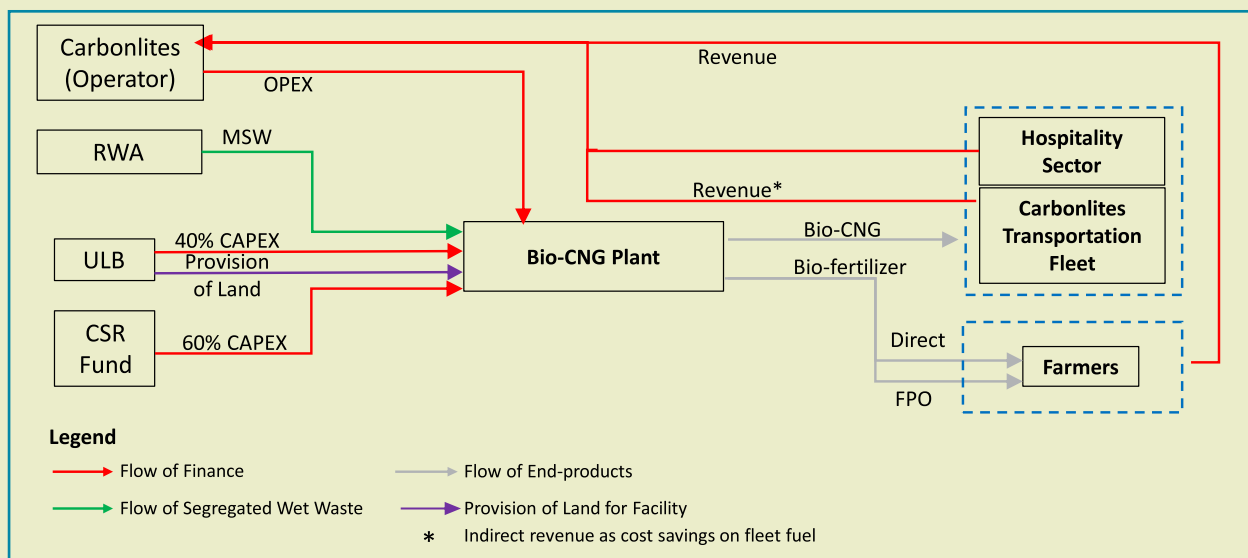 Carbonlites
(Operator)
Revenue
OPEX
RWA
MSW
Hospitality
Sector
Revenue*
Carbonlites
Transportation
Fleet
ULB
40% CAPEX
Provision
of Land
Bio-CNG Plant
Bio-CNG
Bio-fertilizer
CSR
Fund
60% CAPEX
Direct
FPO
Farmers
Legend
Flow of Finance
Flow of End-products
Flow of Segregated Wet Waste
Provision of Land for Facility
* Indirect revenue as cost savings on fleet fuel